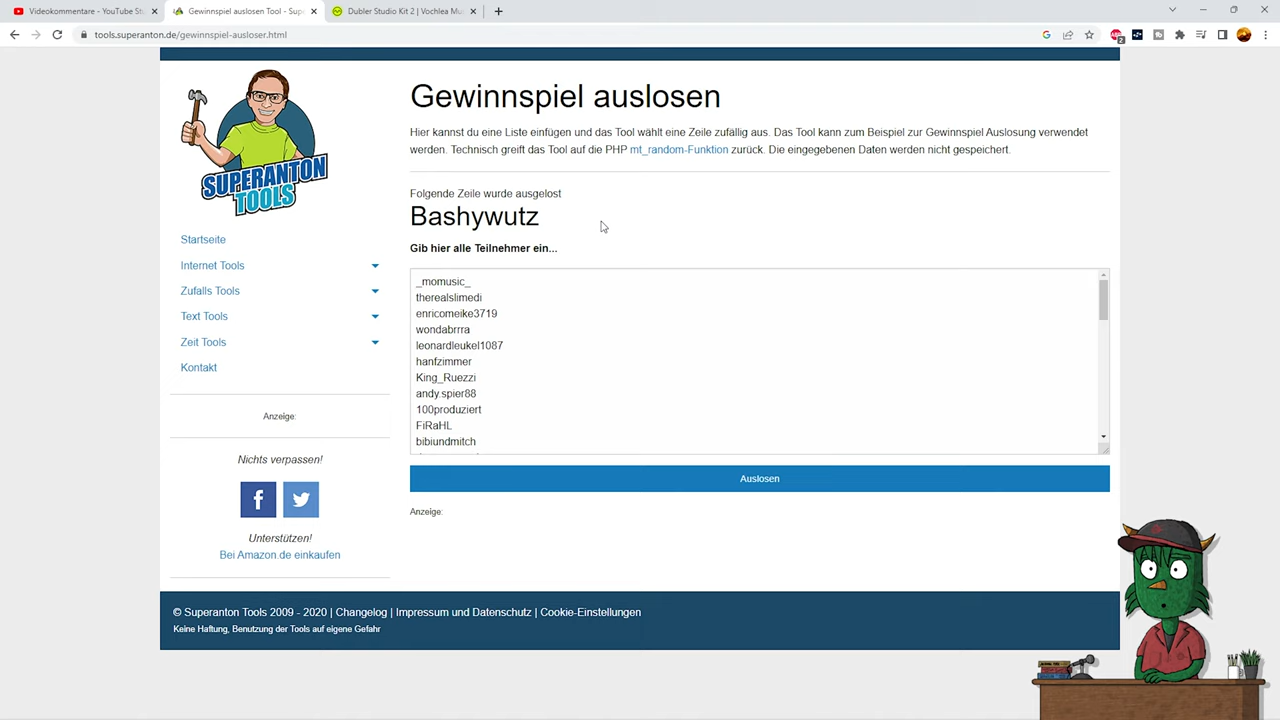 Videokommentare - YouTube St
Gewinnspiel auslosen Tool - Supe
Dubler Studio Kit 2 | Vochlea Mu
tools.superanton.de/gewinnspiel-ausloser.html
2
SUPERANTON
TOOLS
Startseite
Internet Tools
Zufalls Tools
Text Tools
Zeit Tools
Kontakt
Anzeige:
Nichts verpassen!
Unterstützen!
Bei Amazon.de einkaufen
Gewinnspiel auslosen
Hier kannst du eine Liste einfügen und das Tool wählt eine Zeile zufällig aus. Das Tool kann zum Beispiel zur Gewinnspiel Auslosung verwendet
werden. Technisch greift das Tool auf die PHP mt_random-Funktion zurück. Die eingegebenen Daten werden nicht gespeichert.
Folgende Zeile wurde ausgelost
Bashywutz
Gib hier alle Teilnehmer ein...
_momusic_
therealslimedi
enricomeike3719
wondabrrra
leonardleukel1087
hanfzimmer
King_Ruezzi
andy.spier88
100produziert
FiRaHL
bibiundmitch
Auslosen
Anzeige:
© Superanton Tools 2009 - 2020 | Changelog | Impressum und Datenschutz | Cookie-Einstellungen
Keine Haftung, Benutzung der Tools auf eigene Gefahr